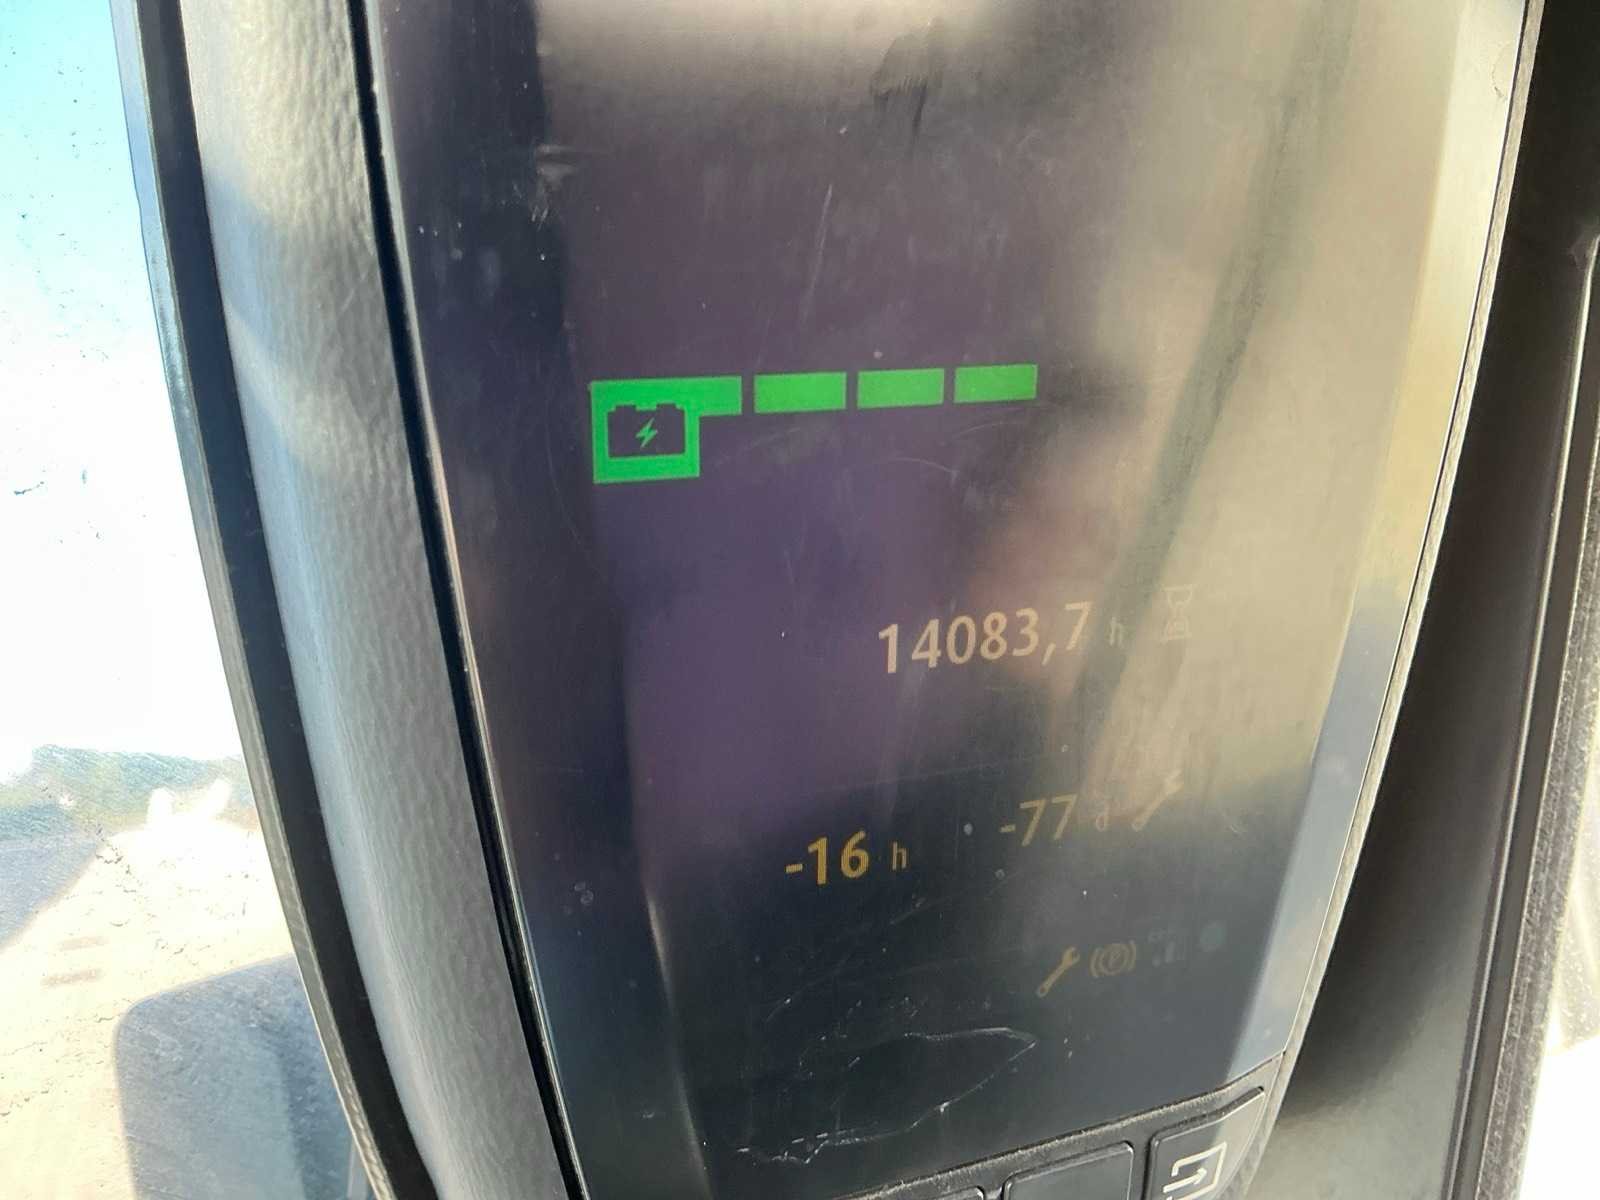 14083,7 h
-16 h -77 d
(P)